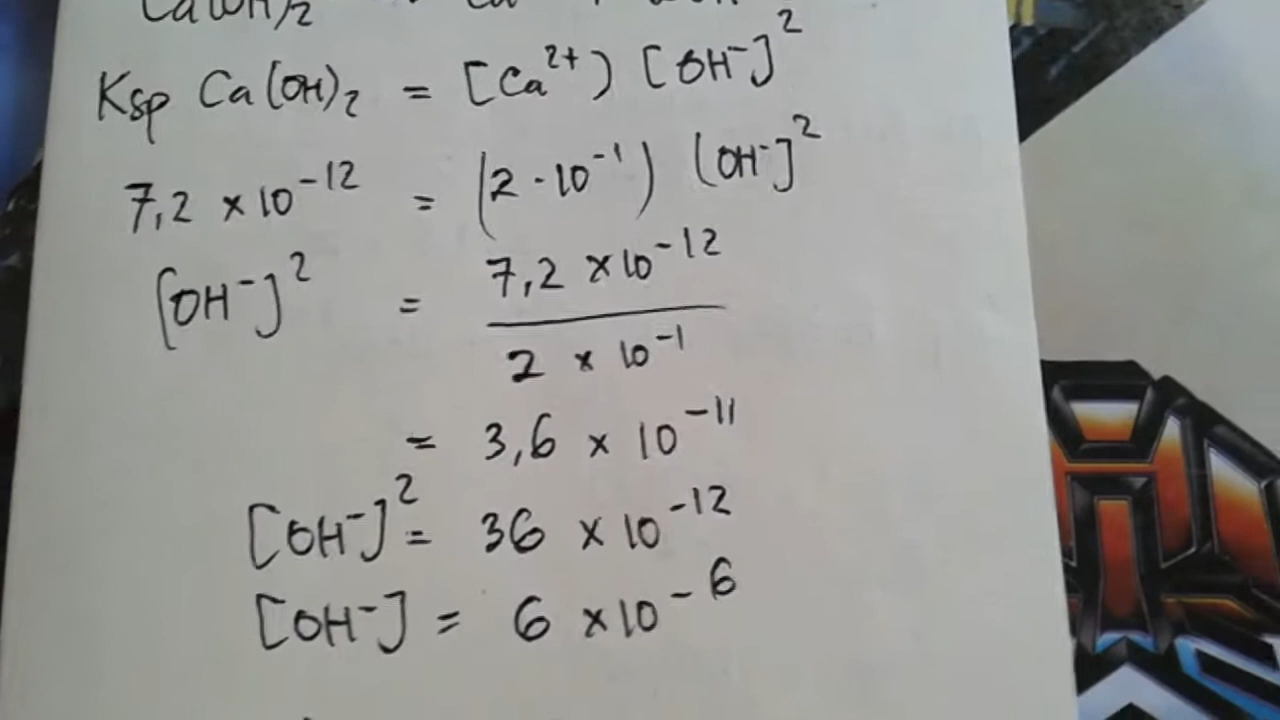 Ksp Ca(OH)₂ = [Ca²⁺) [OH⁻]²
7,2 × 10⁻¹² = (2 · 10⁻¹) (OH⁻]²
[OH⁻]² = 7,2 × 10⁻¹² / 2 × 10⁻¹
= 3,6 × 10⁻¹¹
[OH⁻]² = 36 × 10⁻¹²
[OH⁻] = 6 × 10⁻⁶